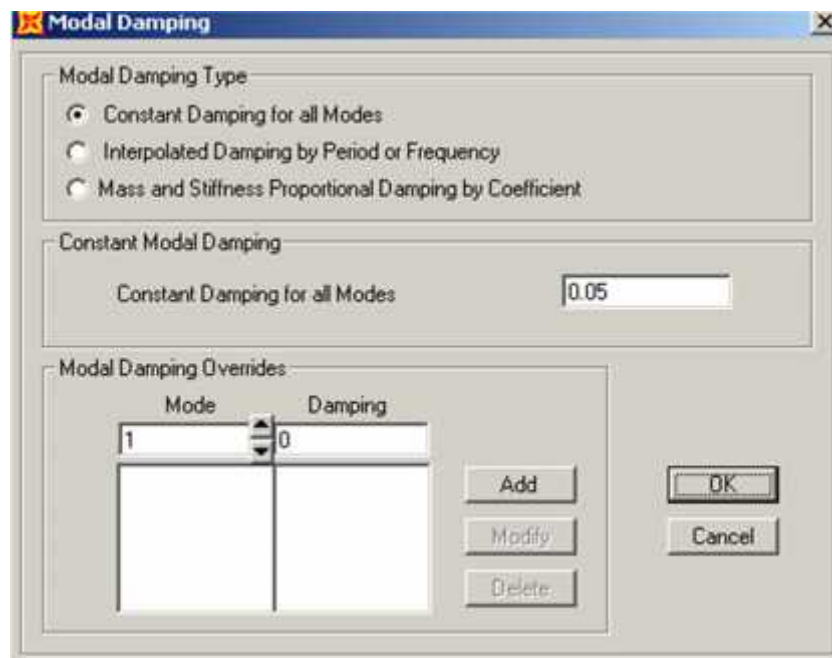 Modal Damping
Modal Damping Type
Constant Damping for all Modes
Interpolated Damping by Period or Frequency
Mass and Stiffness Proportional Damping by Coefficient
Constant Modal Damping
Constant Damping for all Modes 0.05
Modal Damping Overrides
Mode Damping
1 0
Add OK
Modify Cancel
Delete